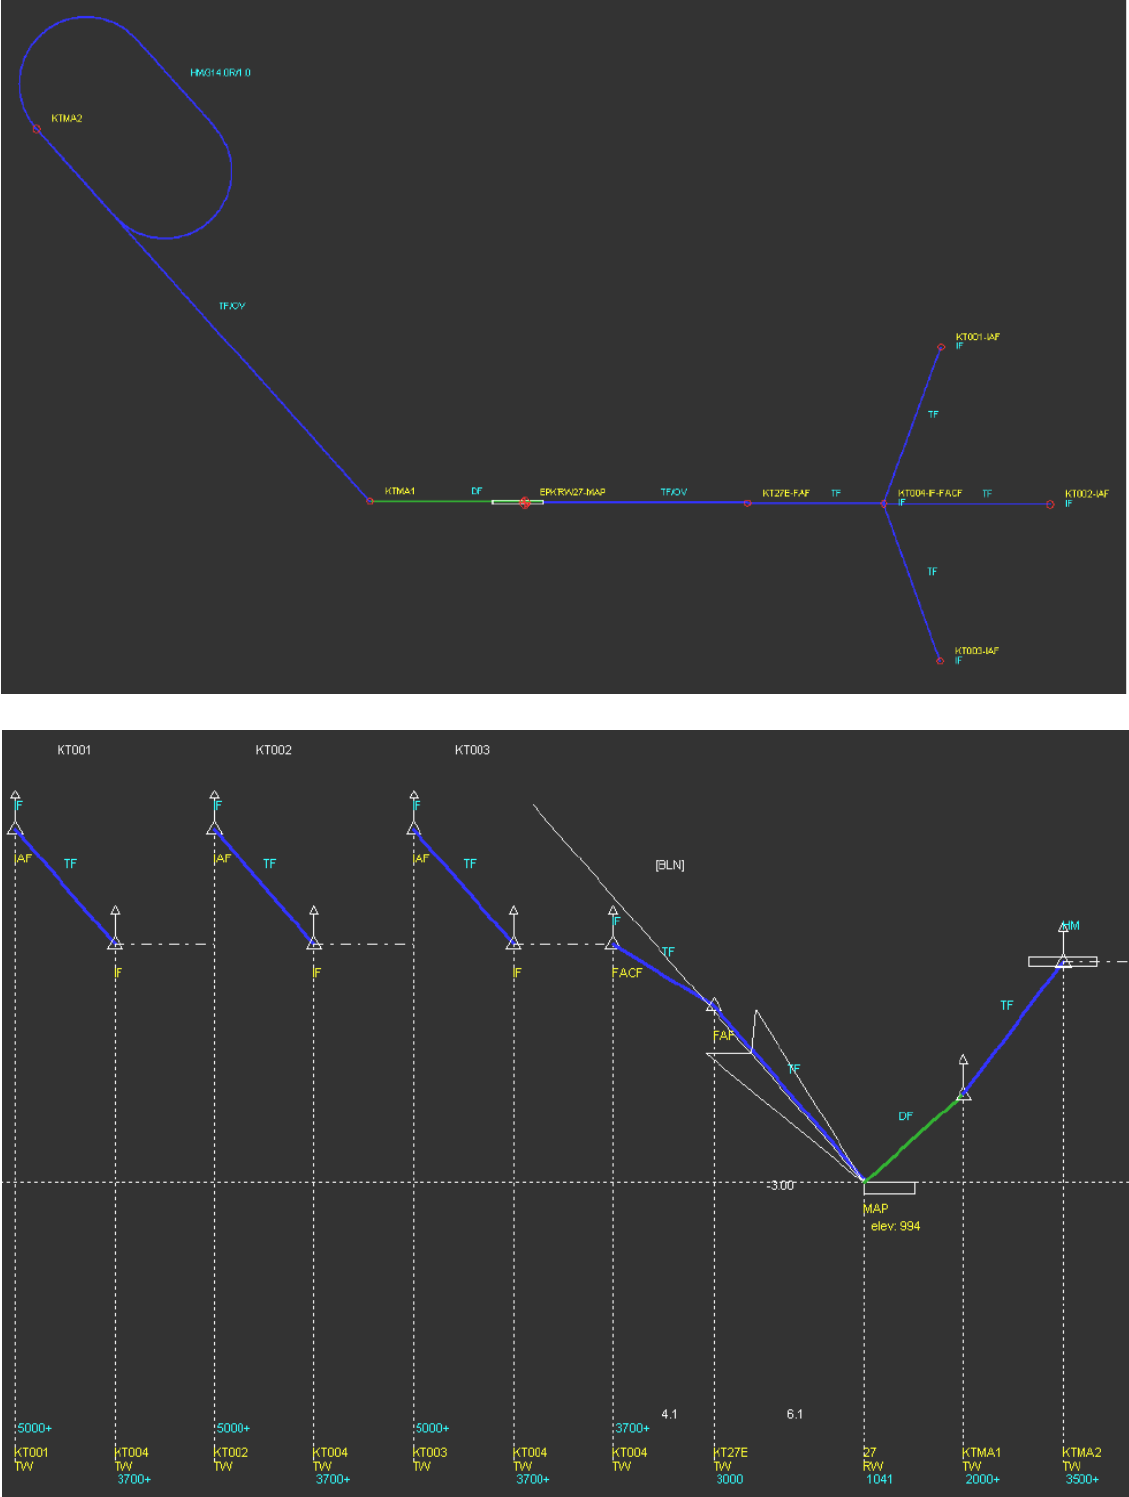 HM/314.0R/1.0
KTMA2
TF/OV
KT001-IAF
IF
TF
KTMA1
DF
EPKTRW27-MAP
TF/OV
KT27E-FAF
TF
KT004-IF-FACF
IF
TF
KT002-IAF
IF
TF
KT003-IAF
IF
KT001
KT002
KT003
IF
IF
IF
IAF
TF
IAF
TF
IAF
TF
[BLN]
IF
HM
TF
IF
IF
IF
FACF
TF
FAF
TF
DF
-3.00
MAP
elev: 994
4.1
6.1
5000+
5000+
5000+
3700+
KT001
KT004
KT002
KT004
KT003
KT004
KT004
KT27E
27
KTMA1
KTMA2
TW
TW
TW
TW
TW
TW
TW
TW
RW
TW
TW
3700+
3700+
3700+
3000
1041
2000+
3500+